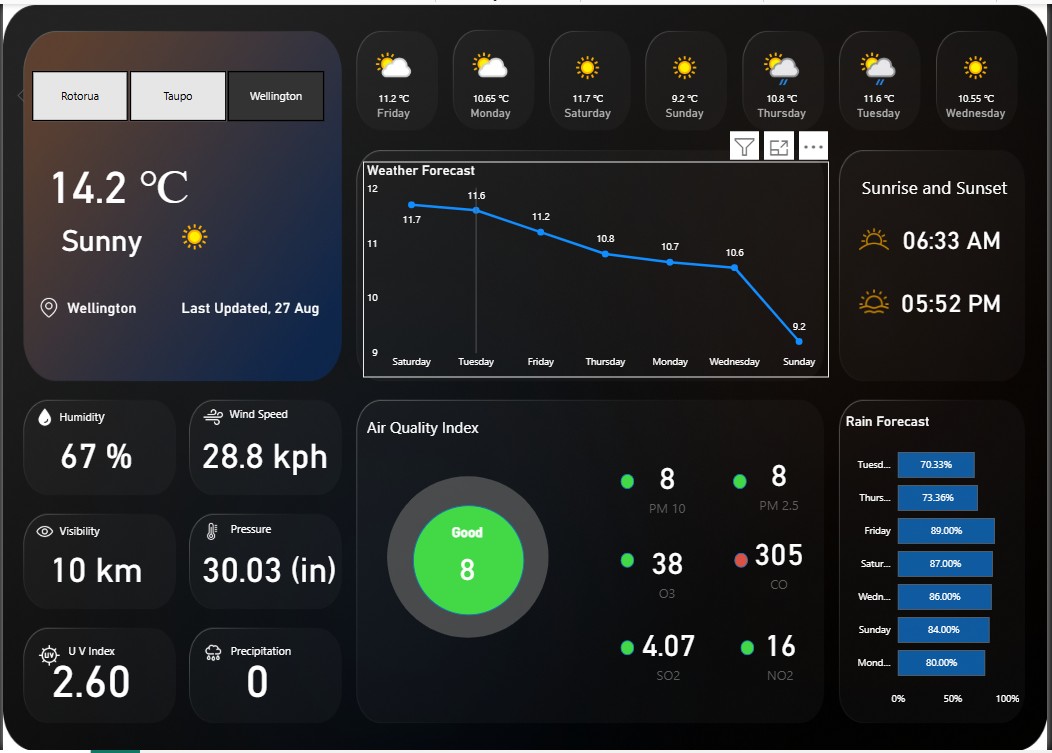 Rotorua
Taupo
Wellington
14.2 ℃
Sunny
Wellington
Last Updated, 27 Aug
11.2 ℃
Friday
10.65 ℃
Monday
11.7 ℃
Saturday
9.2 ℃
Sunday
10.8 ℃
Thursday
11.6 ℃
Tuesday
10.55 ℃
Wednesday
Weather Forecast
12
11
10
9
11.7
11.6
11.2
10.8
10.7
10.6
9.2
Saturday
Tuesday
Friday
Thursday
Monday
Wednesday
Sunday
Sunrise and Sunset
06:33 AM
05:52 PM
Humidity
67 %
Wind Speed
28.8 kph
Visibility
10 km
Pressure
30.03 (in)
UV
U V Index
2.60
Precipitation
0
Air Quality Index
Good
8
8
PM 10
8
PM 2.5
38
O3
305
CO
4.07
SO2
16
NO2
Rain Forecast
Tuesd... 70.33%
Thurs... 73.36%
Friday 89.00%
Satur... 87.00%
Wedn... 86.00%
Sunday 84.00%
Mond... 80.00%
0% 50% 100%